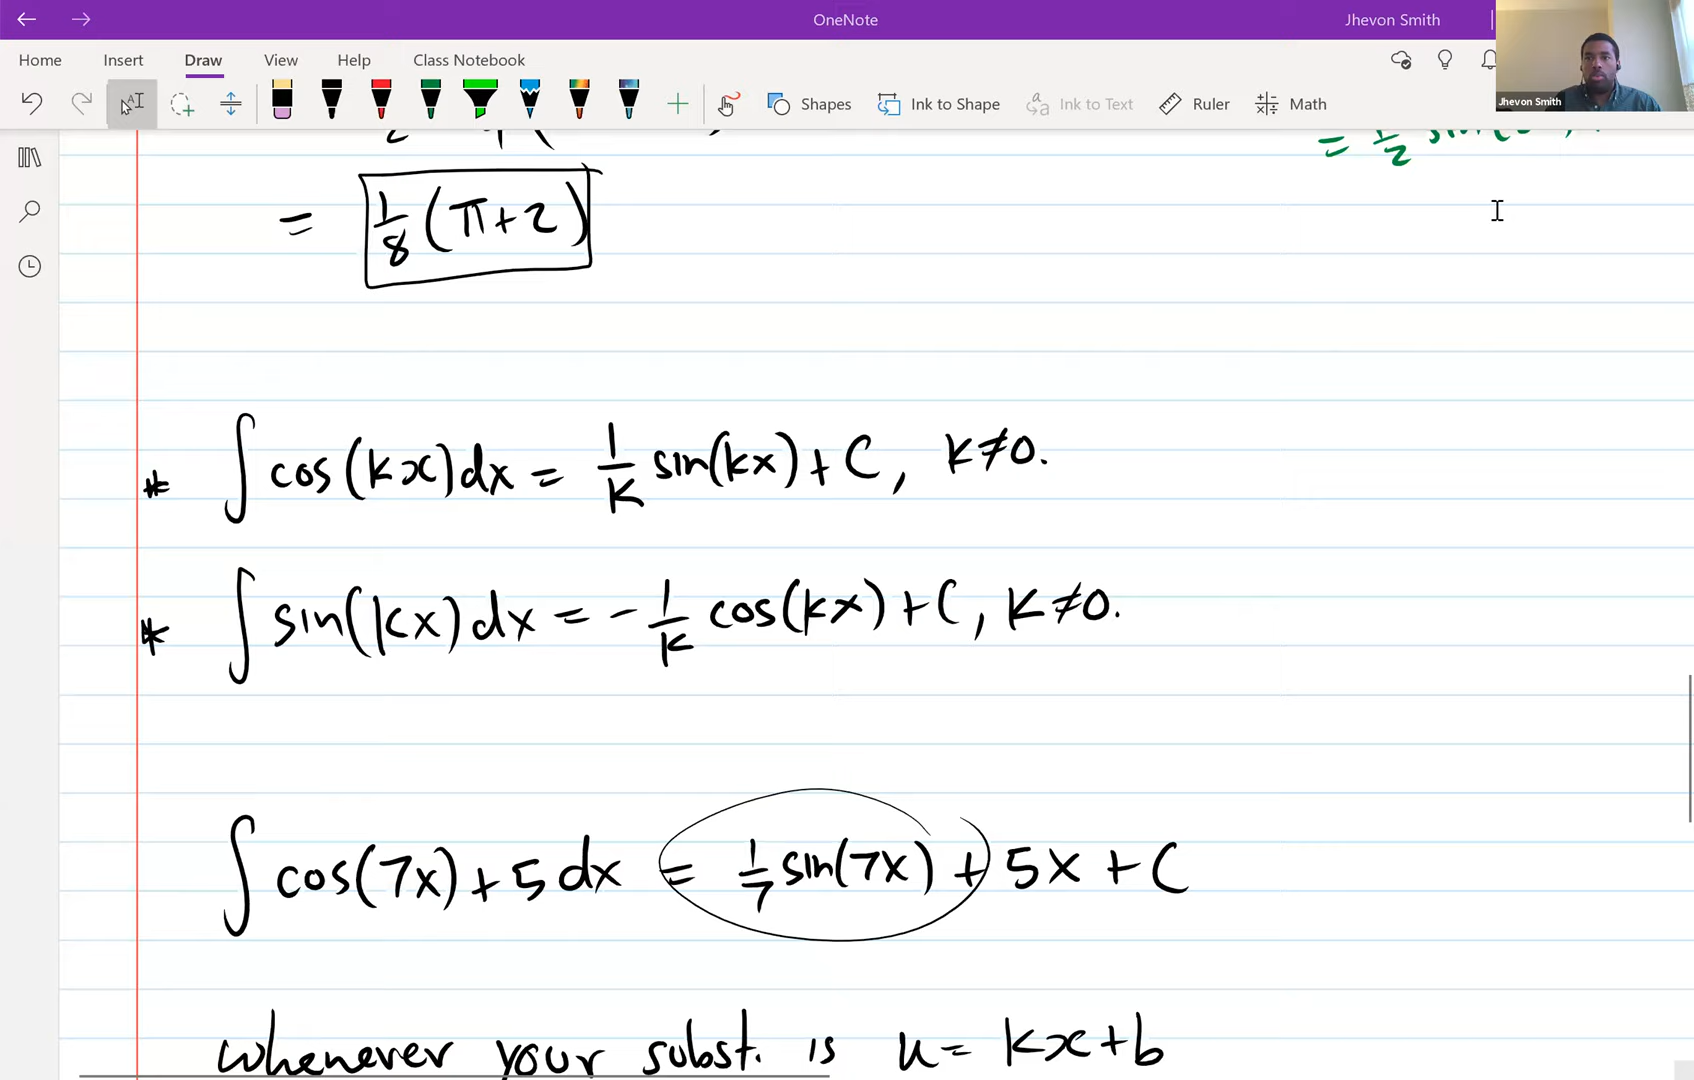 OneNote
Jhevon Smith
Home Insert Draw View Help Class Notebook
Shapes Ink to Shape Ink to Text Ruler Math
Jhevon Smith
= 1/8 (π+2)
* ∫ cos(kx)dx = 1/k sin(kx) + C, k≠0.
* ∫ sin(kx)dx = - 1/k cos(kx) + C, k≠0.
∫ cos(7x) + 5 dx = 1/7 sin(7x) + 5x + C
whenever your subst. is u = kx+b